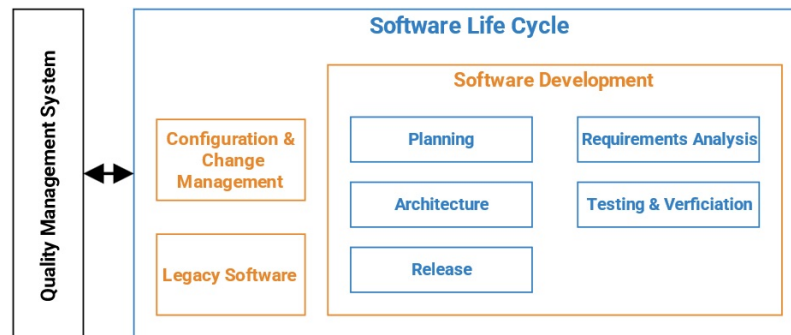 Quality Management System
Software Life Cycle
Configuration &
Change
Management
Legacy Software
Software Development
Planning
Requirements Analysis
Architecture
Testing & Verficiation
Release